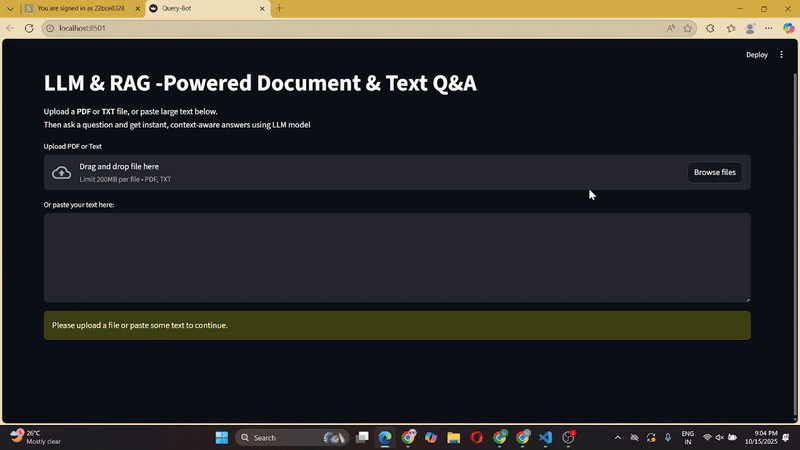 You are signed in as 22bce8328
Query-Bot
localhost:8501
Deploy
LLM & RAG -Powered Document & Text Q&A
Upload a PDF or TXT file, or paste large text below.
Then ask a question and get instant, context-aware answers using LLM model
Upload PDF or Text
Drag and drop file here
Limit 200MB per file • PDF, TXT
Browse files
Or paste your text here:
Please upload a file or paste some text to continue.
26°C
Mostly clear
Search
ENG
IN
9:04 PM
10/15/2025